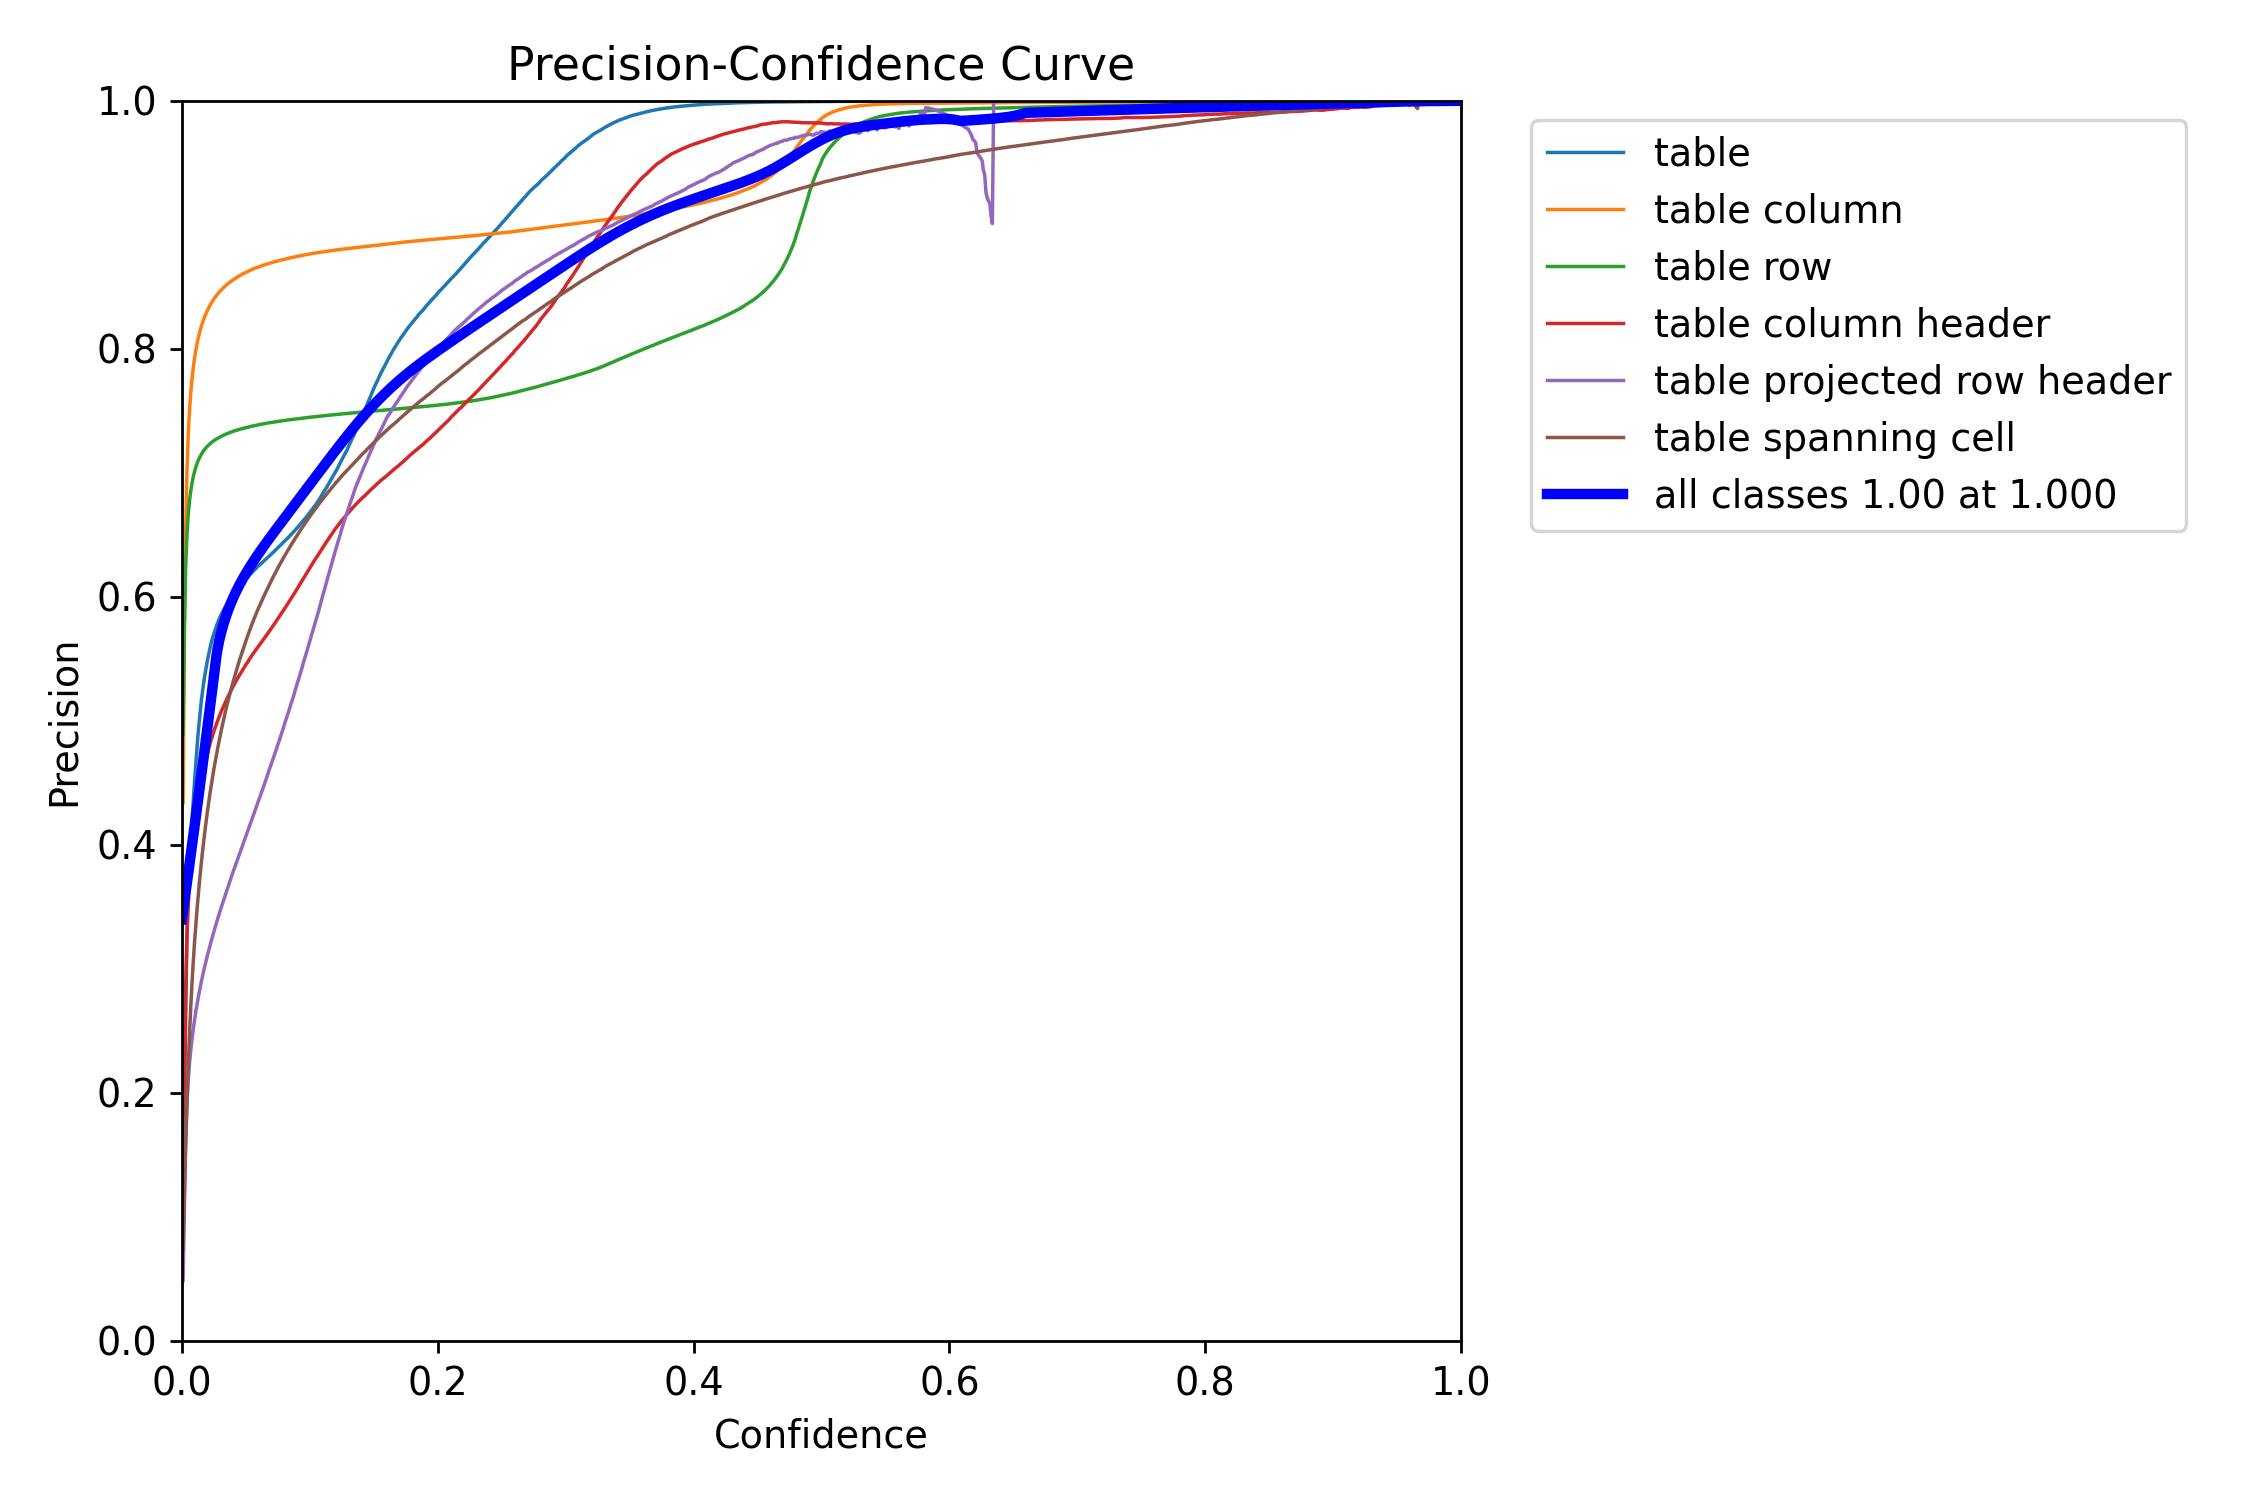 Precision-Confidence Curve
1.0
0.8
0.6
0.4
0.2
0.0
Precision
0.0 0.2 0.4 0.6 0.8 1.0
Confidence
table
table column
table row
table column header
table projected row header
table spanning cell
all classes 1.00 at 1.000